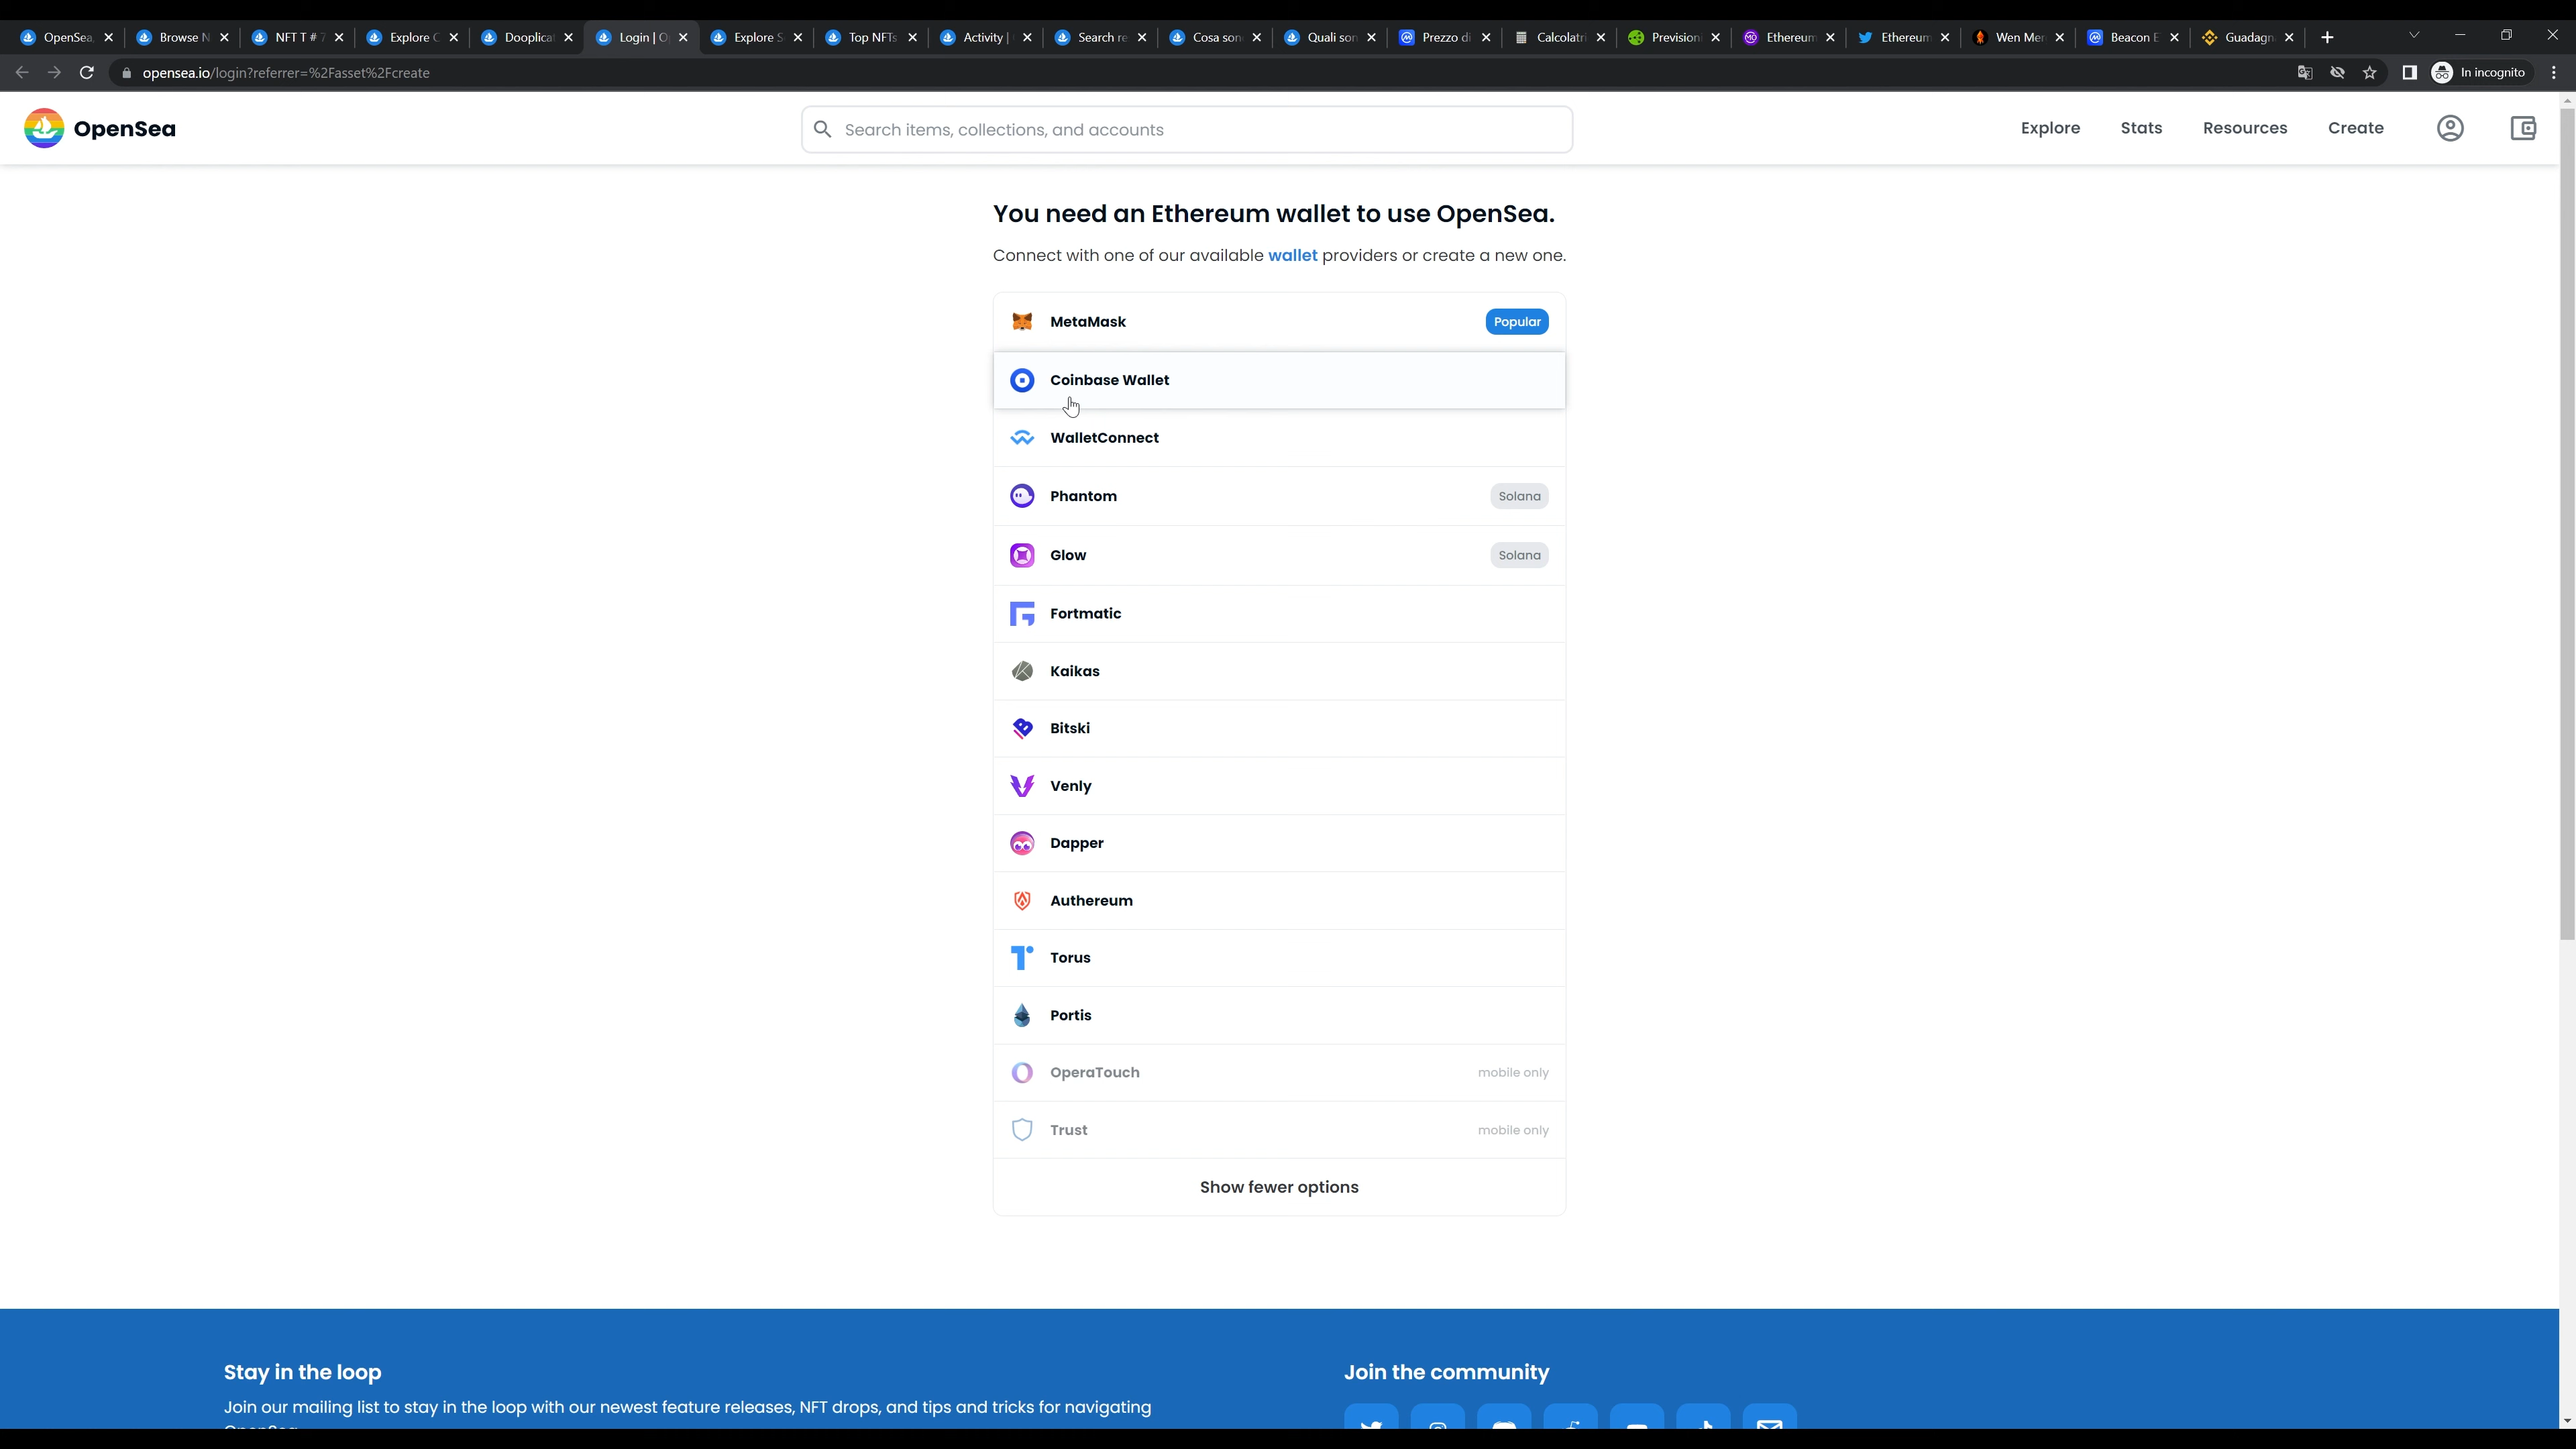 OpenSea
Browse N
NFT T # 7
Explore C
Dooplicat
Login | O
Explore S
Top NFTs
Activity |
Search re
Cosa son
Quali son
Prezzo di
Calcolatri
Prevision
Ethereum
Ethereum
Wen Mer
Beacon E
Guadagn
opensea.io/login?referrer=%2Fasset%2Fcreate
In incognito
OpenSea
Search items, collections, and accounts
Explore
Stats
Resources
Create
You need an Ethereum wallet to use OpenSea.
Connect with one of our available wallet providers or create a new one.
MetaMask
Popular
Coinbase Wallet
WalletConnect
Phantom
Solana
Glow
Solana
Fortmatic
Kaikas
Bitski
Venly
Dapper
Authereum
Torus
Portis
OperaTouch
mobile only
Trust
mobile only
Show fewer options
Stay in the loop
Join the community
Join our mailing list to stay in the loop with our newest feature releases, NFT drops, and tips and tricks for navigating